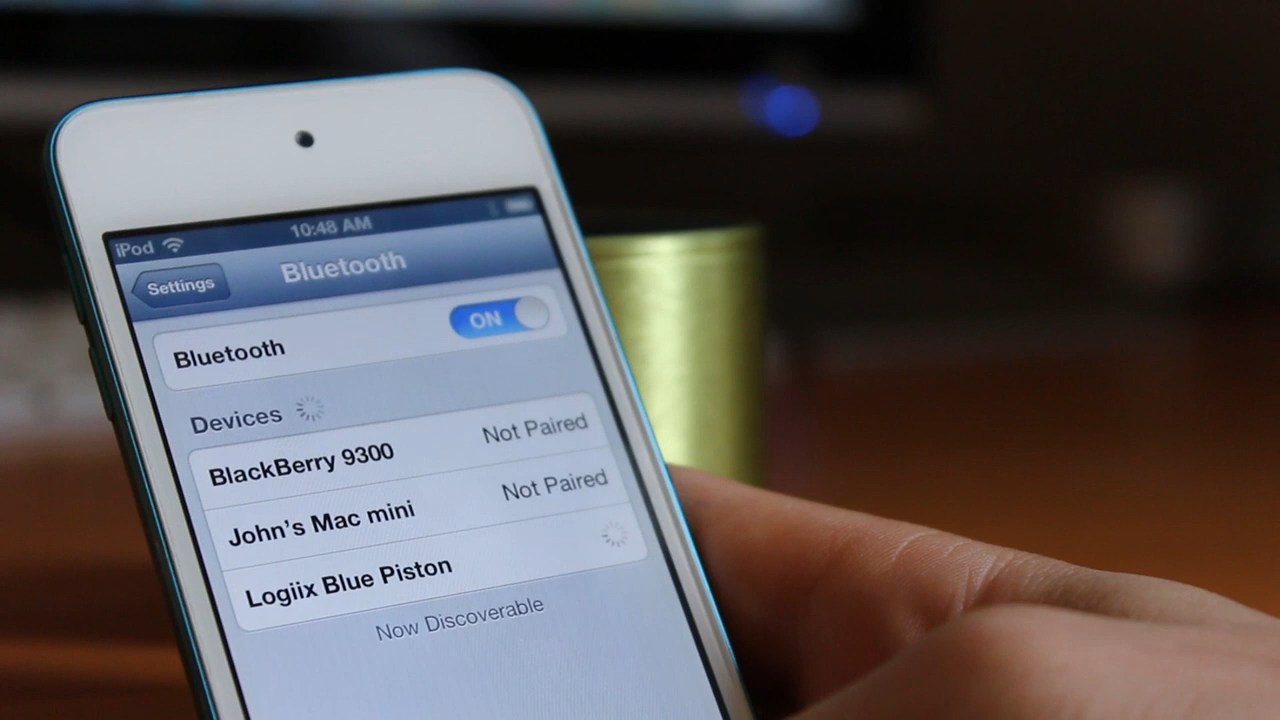 iPod 10:48 AM
Settings Bluetooth
Bluetooth ON
Devices
BlackBerry 9300 Not Paired
John's Mac mini Not Paired
Logiix Blue Piston
Now Discoverable